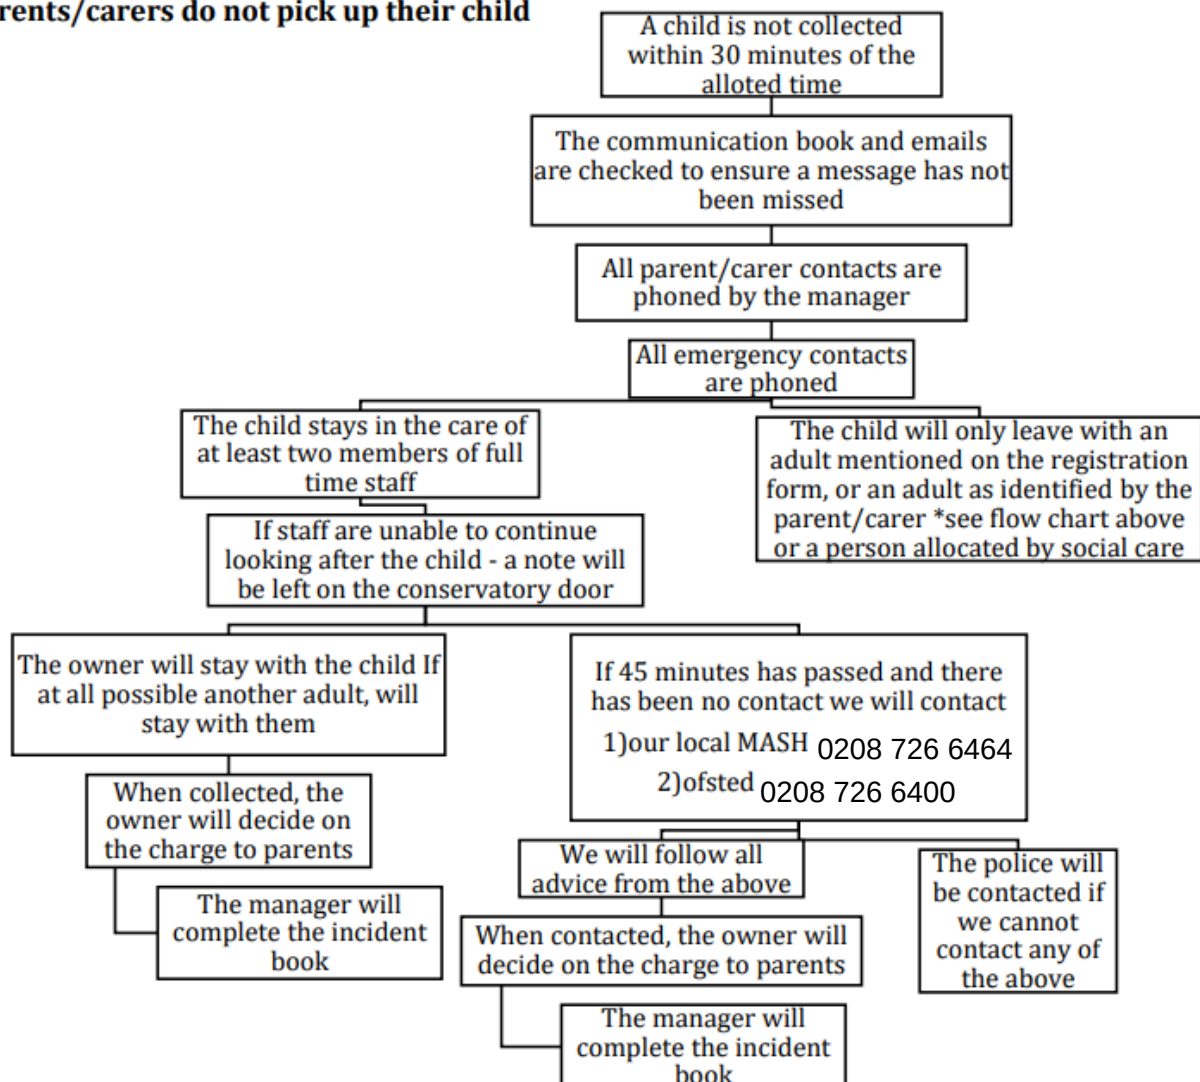 rents/carers do not pick up their child
A child is not collected
within 30 minutes of the
alloted time
The communication book and emails
are checked to ensure a message has not
been missed
All parent/carer contacts are
phoned by the manager
All emergency contacts
are phoned
The child stays in the care of
at least two members of full
time staff
The child will only leave with an
adult mentioned on the registration
form, or an adult as identified by the
parent/carer *see flow chart above
or a person allocated by social care
If staff are unable to continue
looking after the child - a note will
be left on the conservatory door
The owner will stay with the child If
at all possible another adult, will
stay with them
If 45 minutes has passed and there
has been no contact we will contact
1)our local MASH 0208 726 6464
2)ofsted 0208 726 6400
When collected, the
owner will decide on
the charge to parents
The manager will
complete the incident
book
We will follow all
advice from the above
When contacted, the owner will
decide on the charge to parents
The manager will
complete the incident
book
The police will
be contacted if
we cannot
contact any of
the above